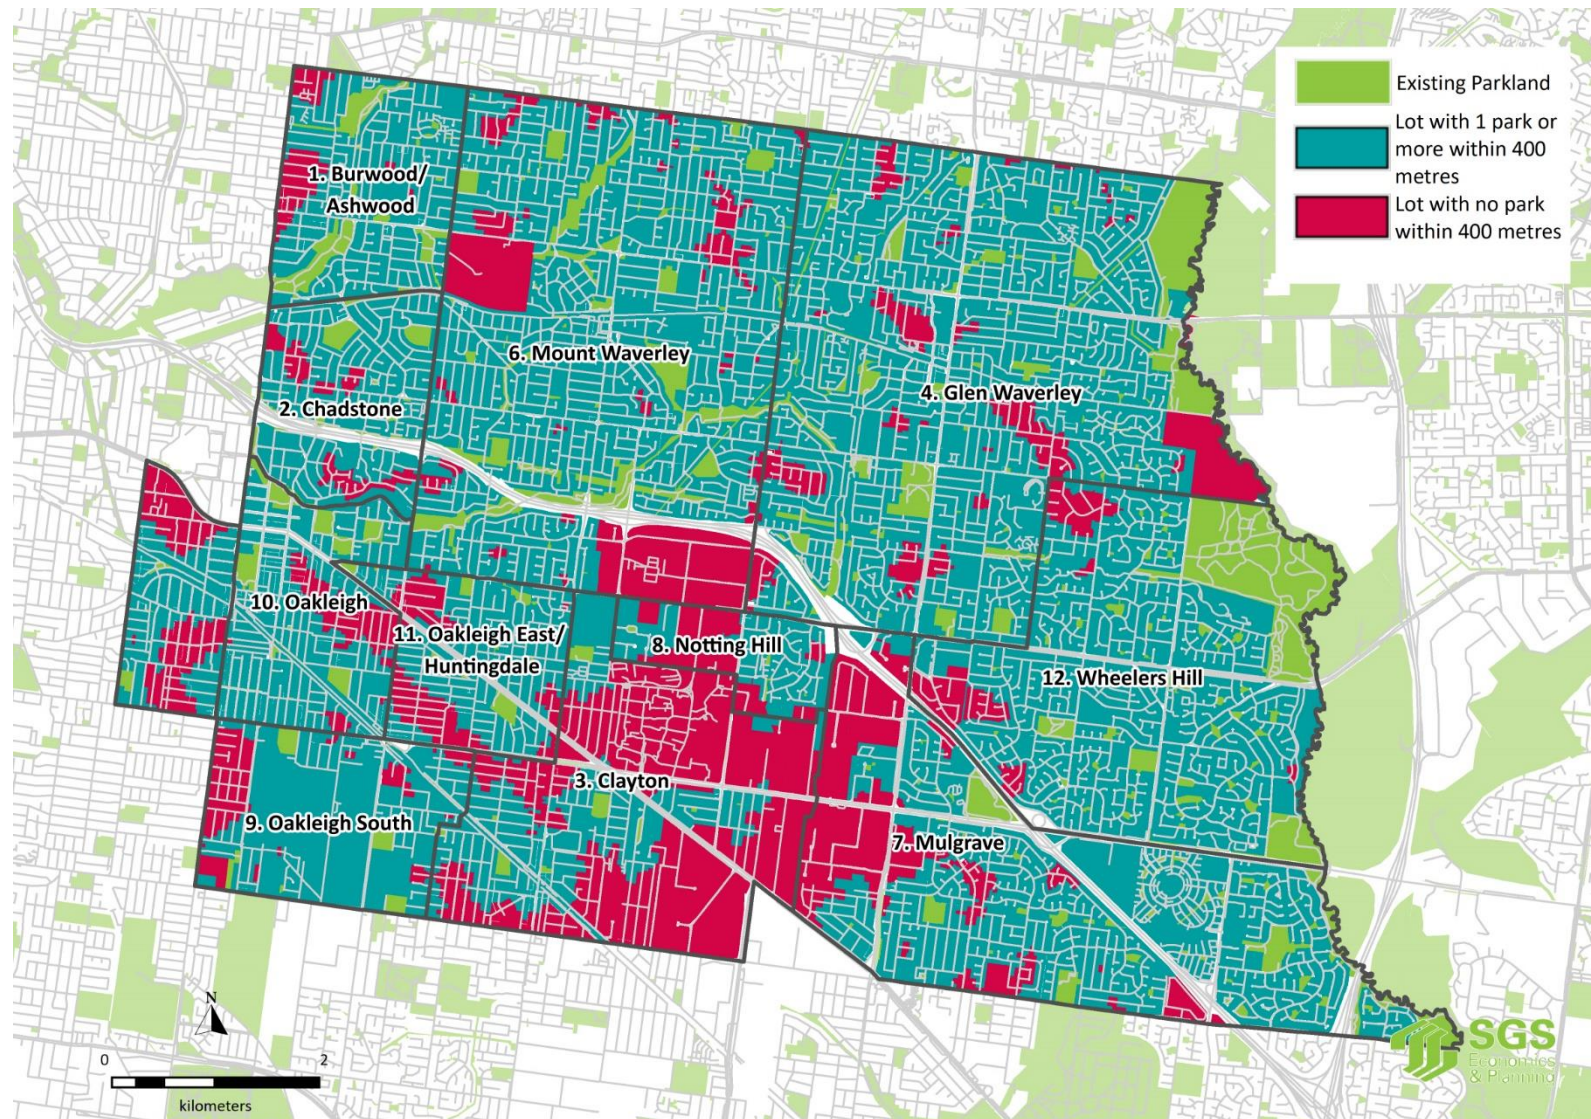 Existing Parkland
Lot with 1 park or
more within 400
metres
Lot with no park
within 400 metres
1. Burwood/
Ashwood
6. Mount Waverley
4. Glen Waverley
2. Chadstone
10. Oakleigh
11. Oakleigh East/
Huntingdale
8. Notting Hill
12. Wheelers Hill
3. Clayton
9. Oakleigh South
7. Mulgrave
N
0 2
kilometers
SGS
Economics
& Planning